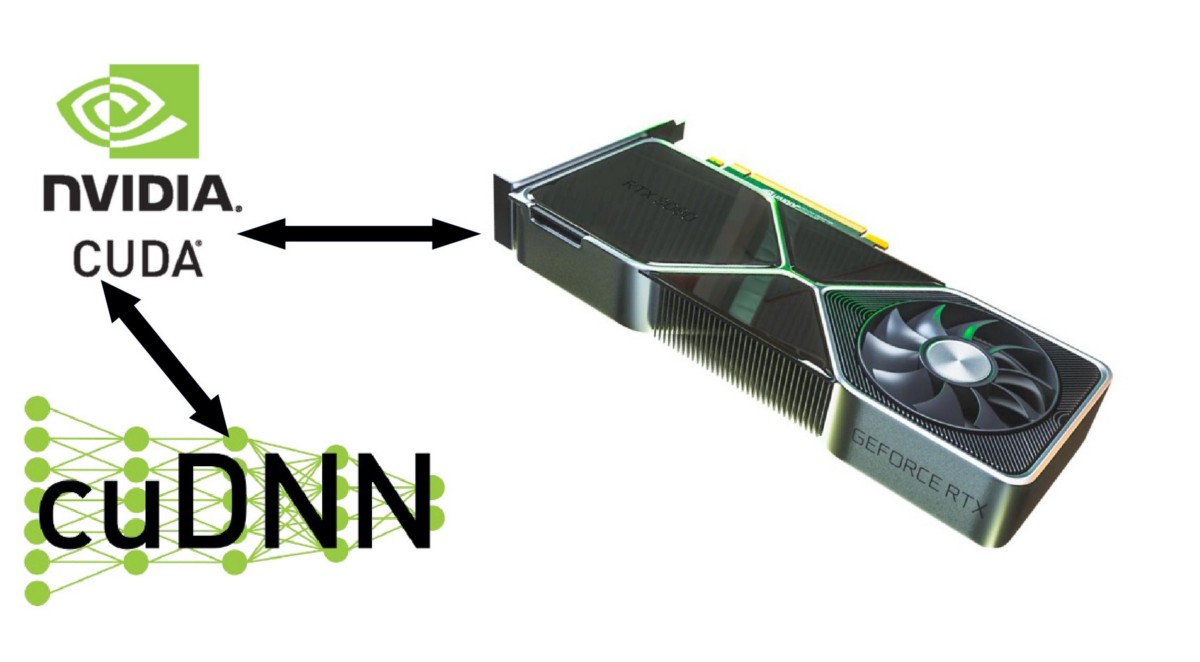 NVIDIA.
CUDA®
cuDNN
GEFORCE RTX